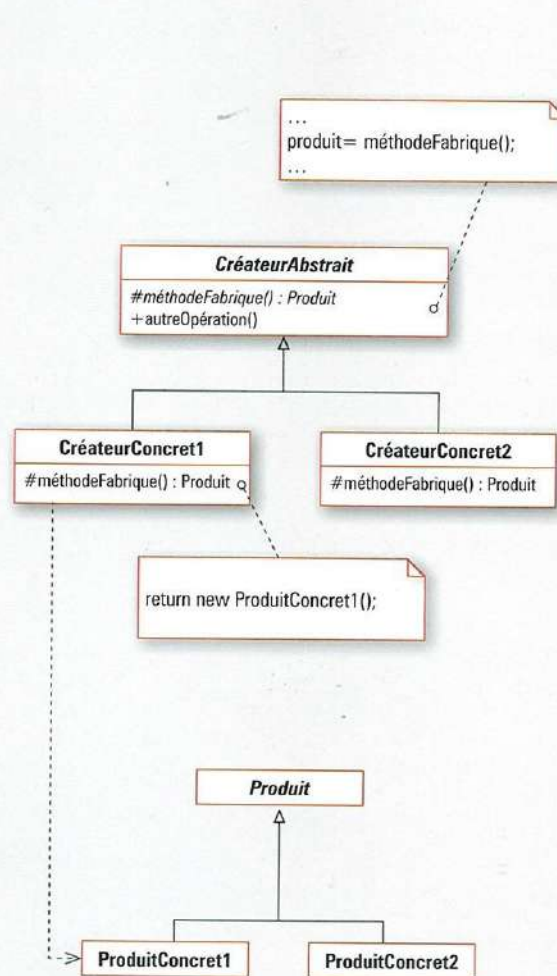 ...
produit= méthodeFabrique();
...
CréateurAbstrait
#méthodeFabrique() : Produit
+autreOpération()
CréateurConcret1
#méthodeFabrique() : Produit
CréateurConcret2
#méthodeFabrique() : Produit
return new ProduitConcret1();
Produit
ProduitConcret1
ProduitConcret2